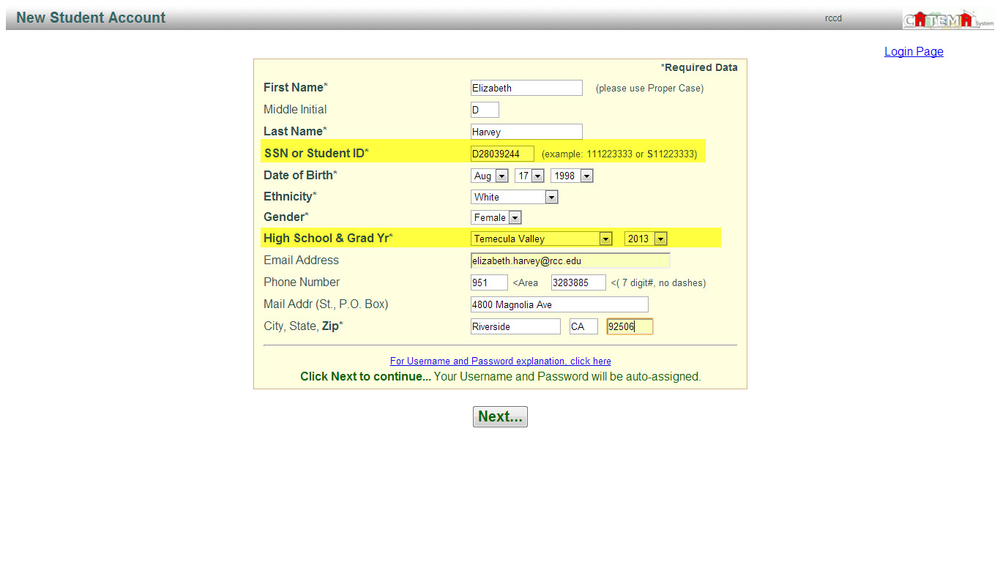 New Student Account rccd CATEMA System
Login Page
*Required Data
First Name* Elizabeth (please use Proper Case)
Middle Initial D
Last Name* Harvey
SSN or Student ID* D28039244 (example: 111223333 or S11223333)
Date of Birth* Aug 17 1998
Ethnicity* White
Gender* Female
High School & Grad Yr* Temecula Valley 2013
Email Address elizabeth.harvey@rcc.edu
Phone Number 951 <Area 3283885 <( 7 digit#, no dashes)
Mail Addr (St., P.O. Box) 4800 Magnolia Ave
City, State, Zip* Riverside CA 92506
For Username and Password explanation, click here
Click Next to continue... Your Username and Password will be auto-assigned.
Next...